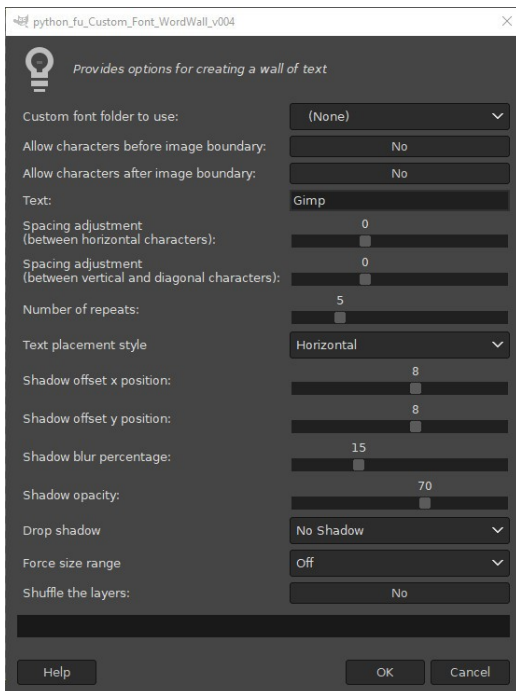 python_fu_Custom_Font_WordWall_v004
Provides options for creating a wall of text
Custom font folder to use: (None)
Allow characters before image boundary: No
Allow characters after image boundary: No
Text: Gimp
Spacing adjustment
(between horizontal characters): 0
Spacing adjustment
(between vertical and diagonal characters): 0
Number of repeats: 5
Text placement style Horizontal
Shadow offset x position: 8
Shadow offset y position: 8
Shadow blur percentage: 15
Shadow opacity: 70
Drop shadow No Shadow
Force size range Off
Shuffle the layers: No
Help OK Cancel